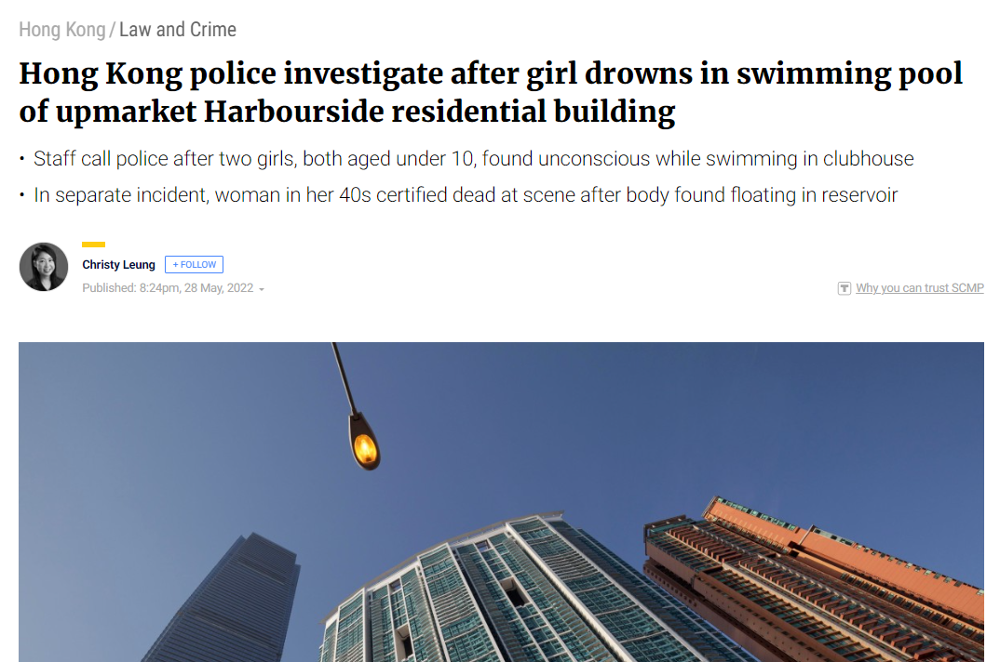 Hong Kong / Law and Crime
Hong Kong police investigate after girl drowns in swimming pool
of upmarket Harbourside residential building
• Staff call police after two girls, both aged under 10, found unconscious while swimming in clubhouse
• In separate incident, woman in her 40s certified dead at scene after body found floating in reservoir
Christy Leung + FOLLOW
Published: 8:24pm, 28 May, 2022
T Why you can trust SCMP